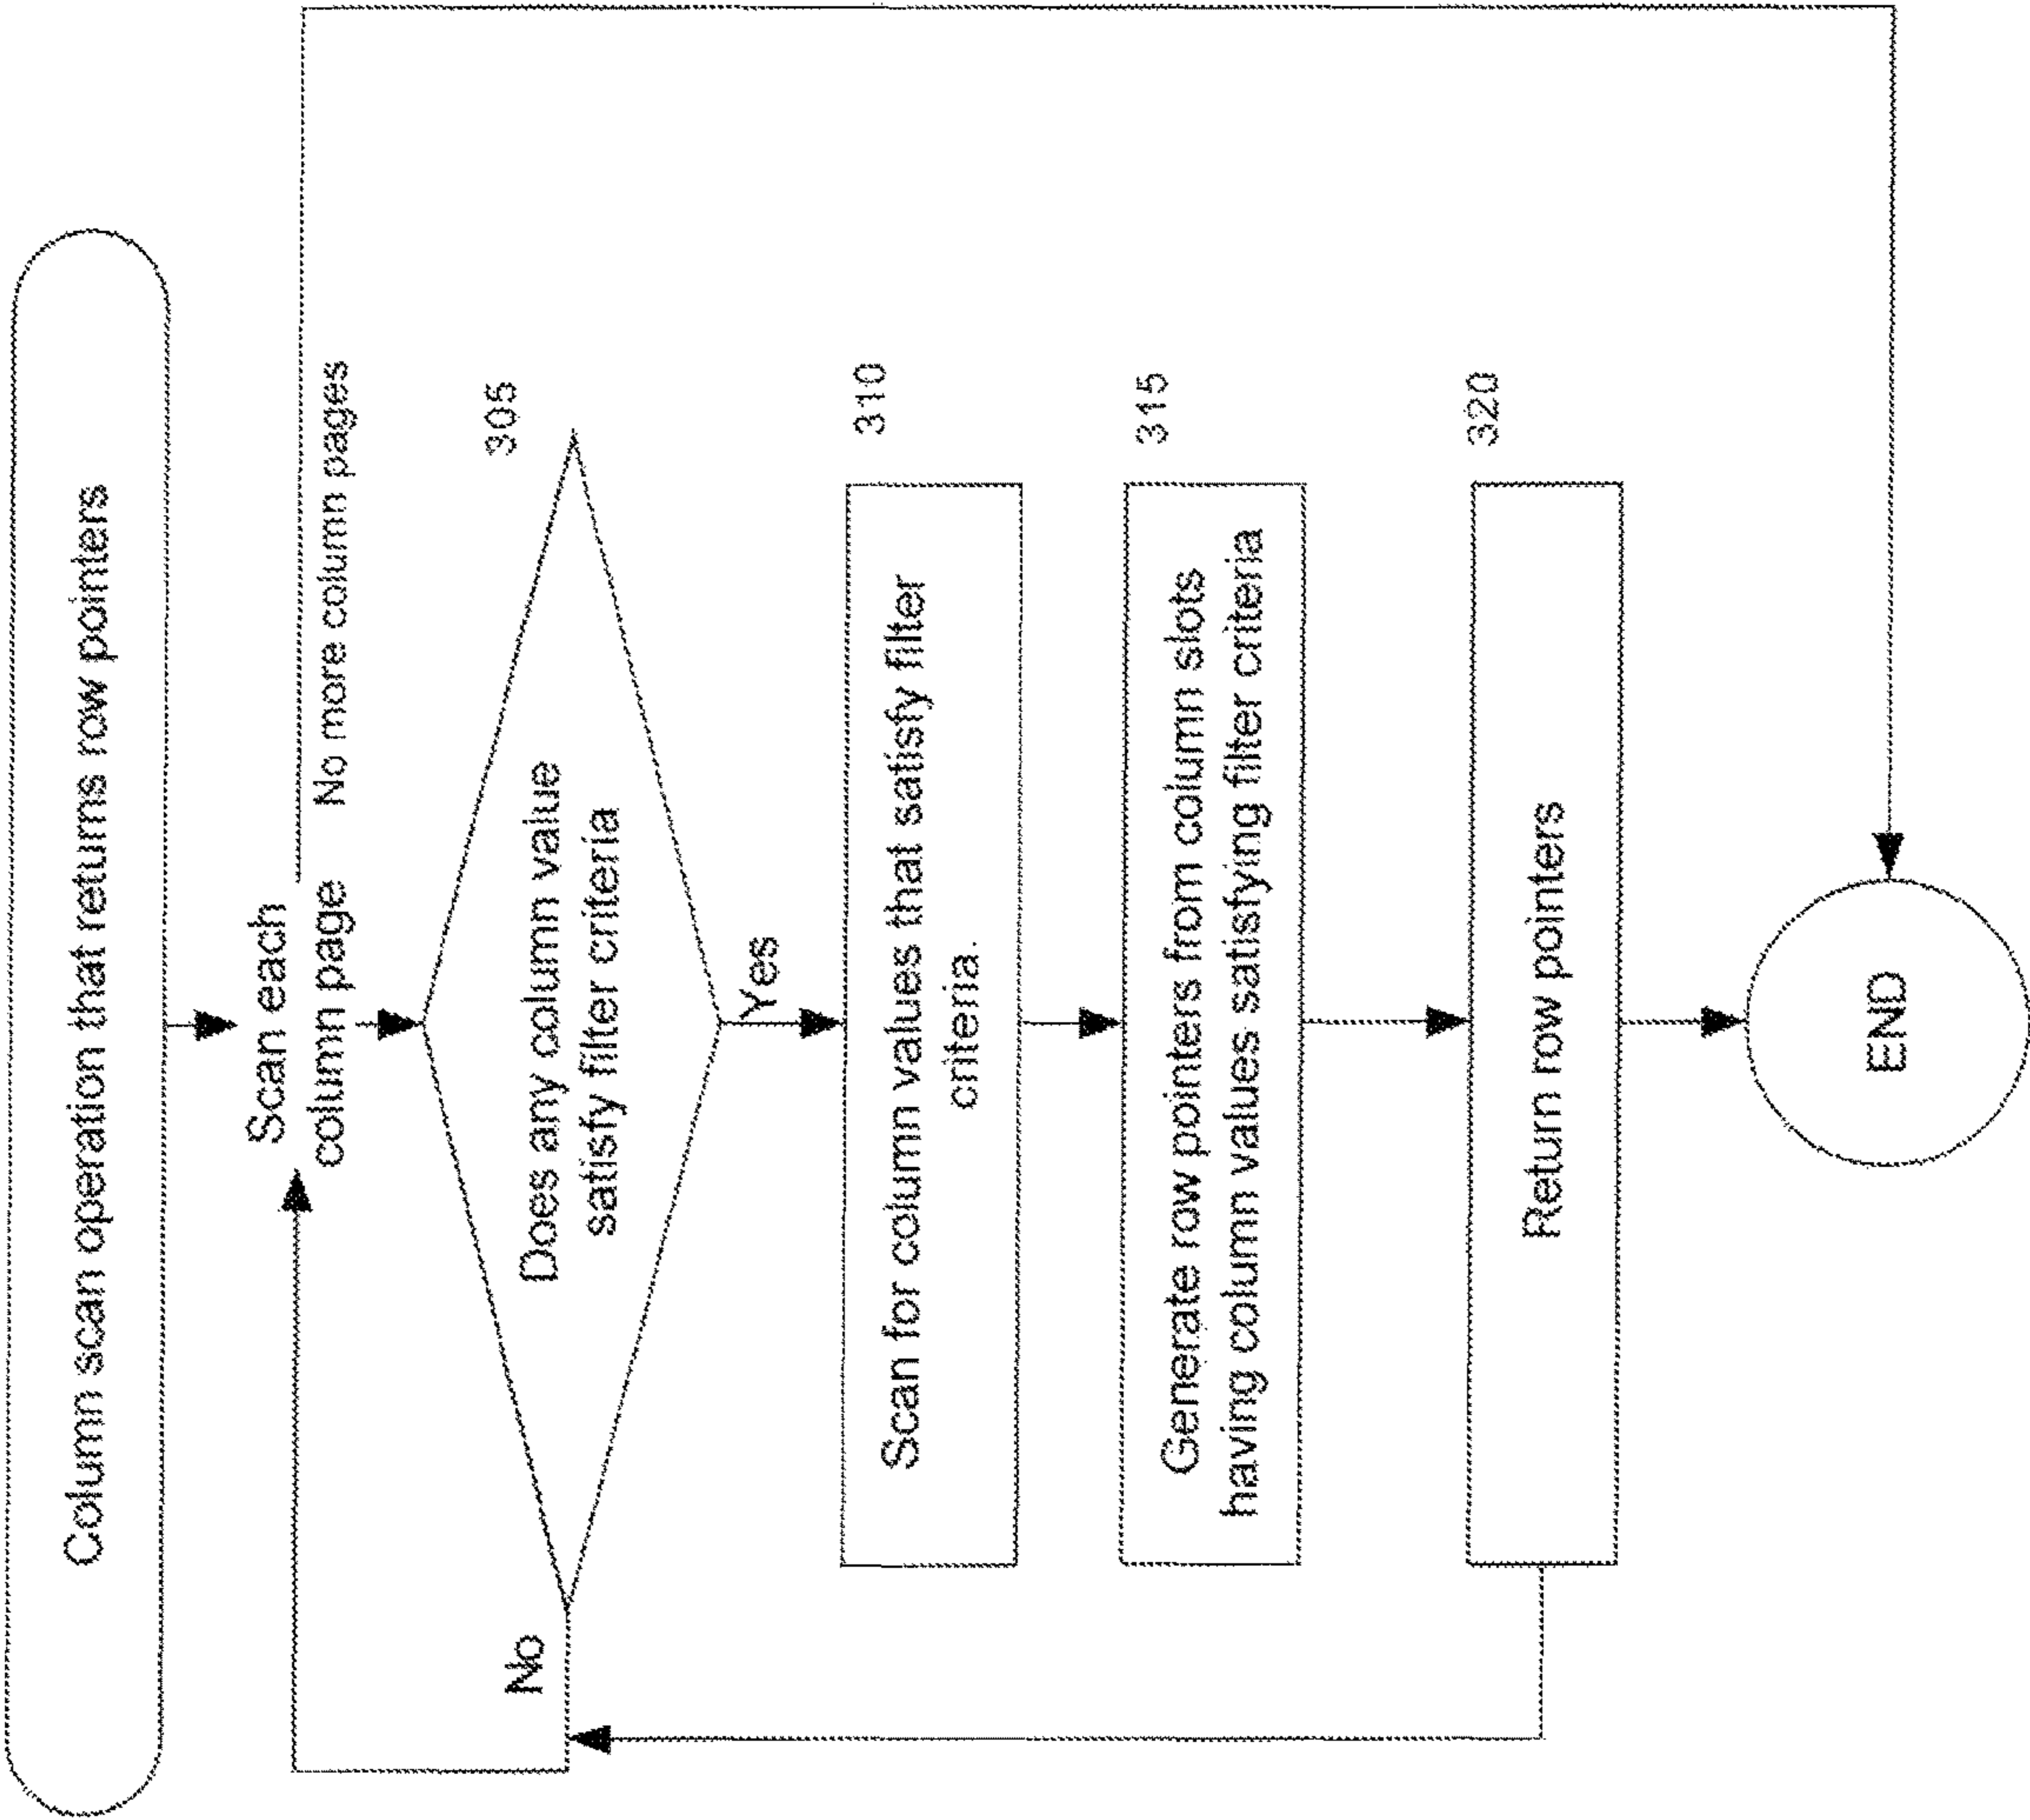 Column scan operation that returns row pointers
Scan each
column page
No more column pages
305
Does any column value
satisfy filter criteria
No
Yes
310
Scan for column values that satisfy filter
criteria.
315
Generate row pointers from column slots
having column values satisfying filter criteria
320
Return row pointers
END